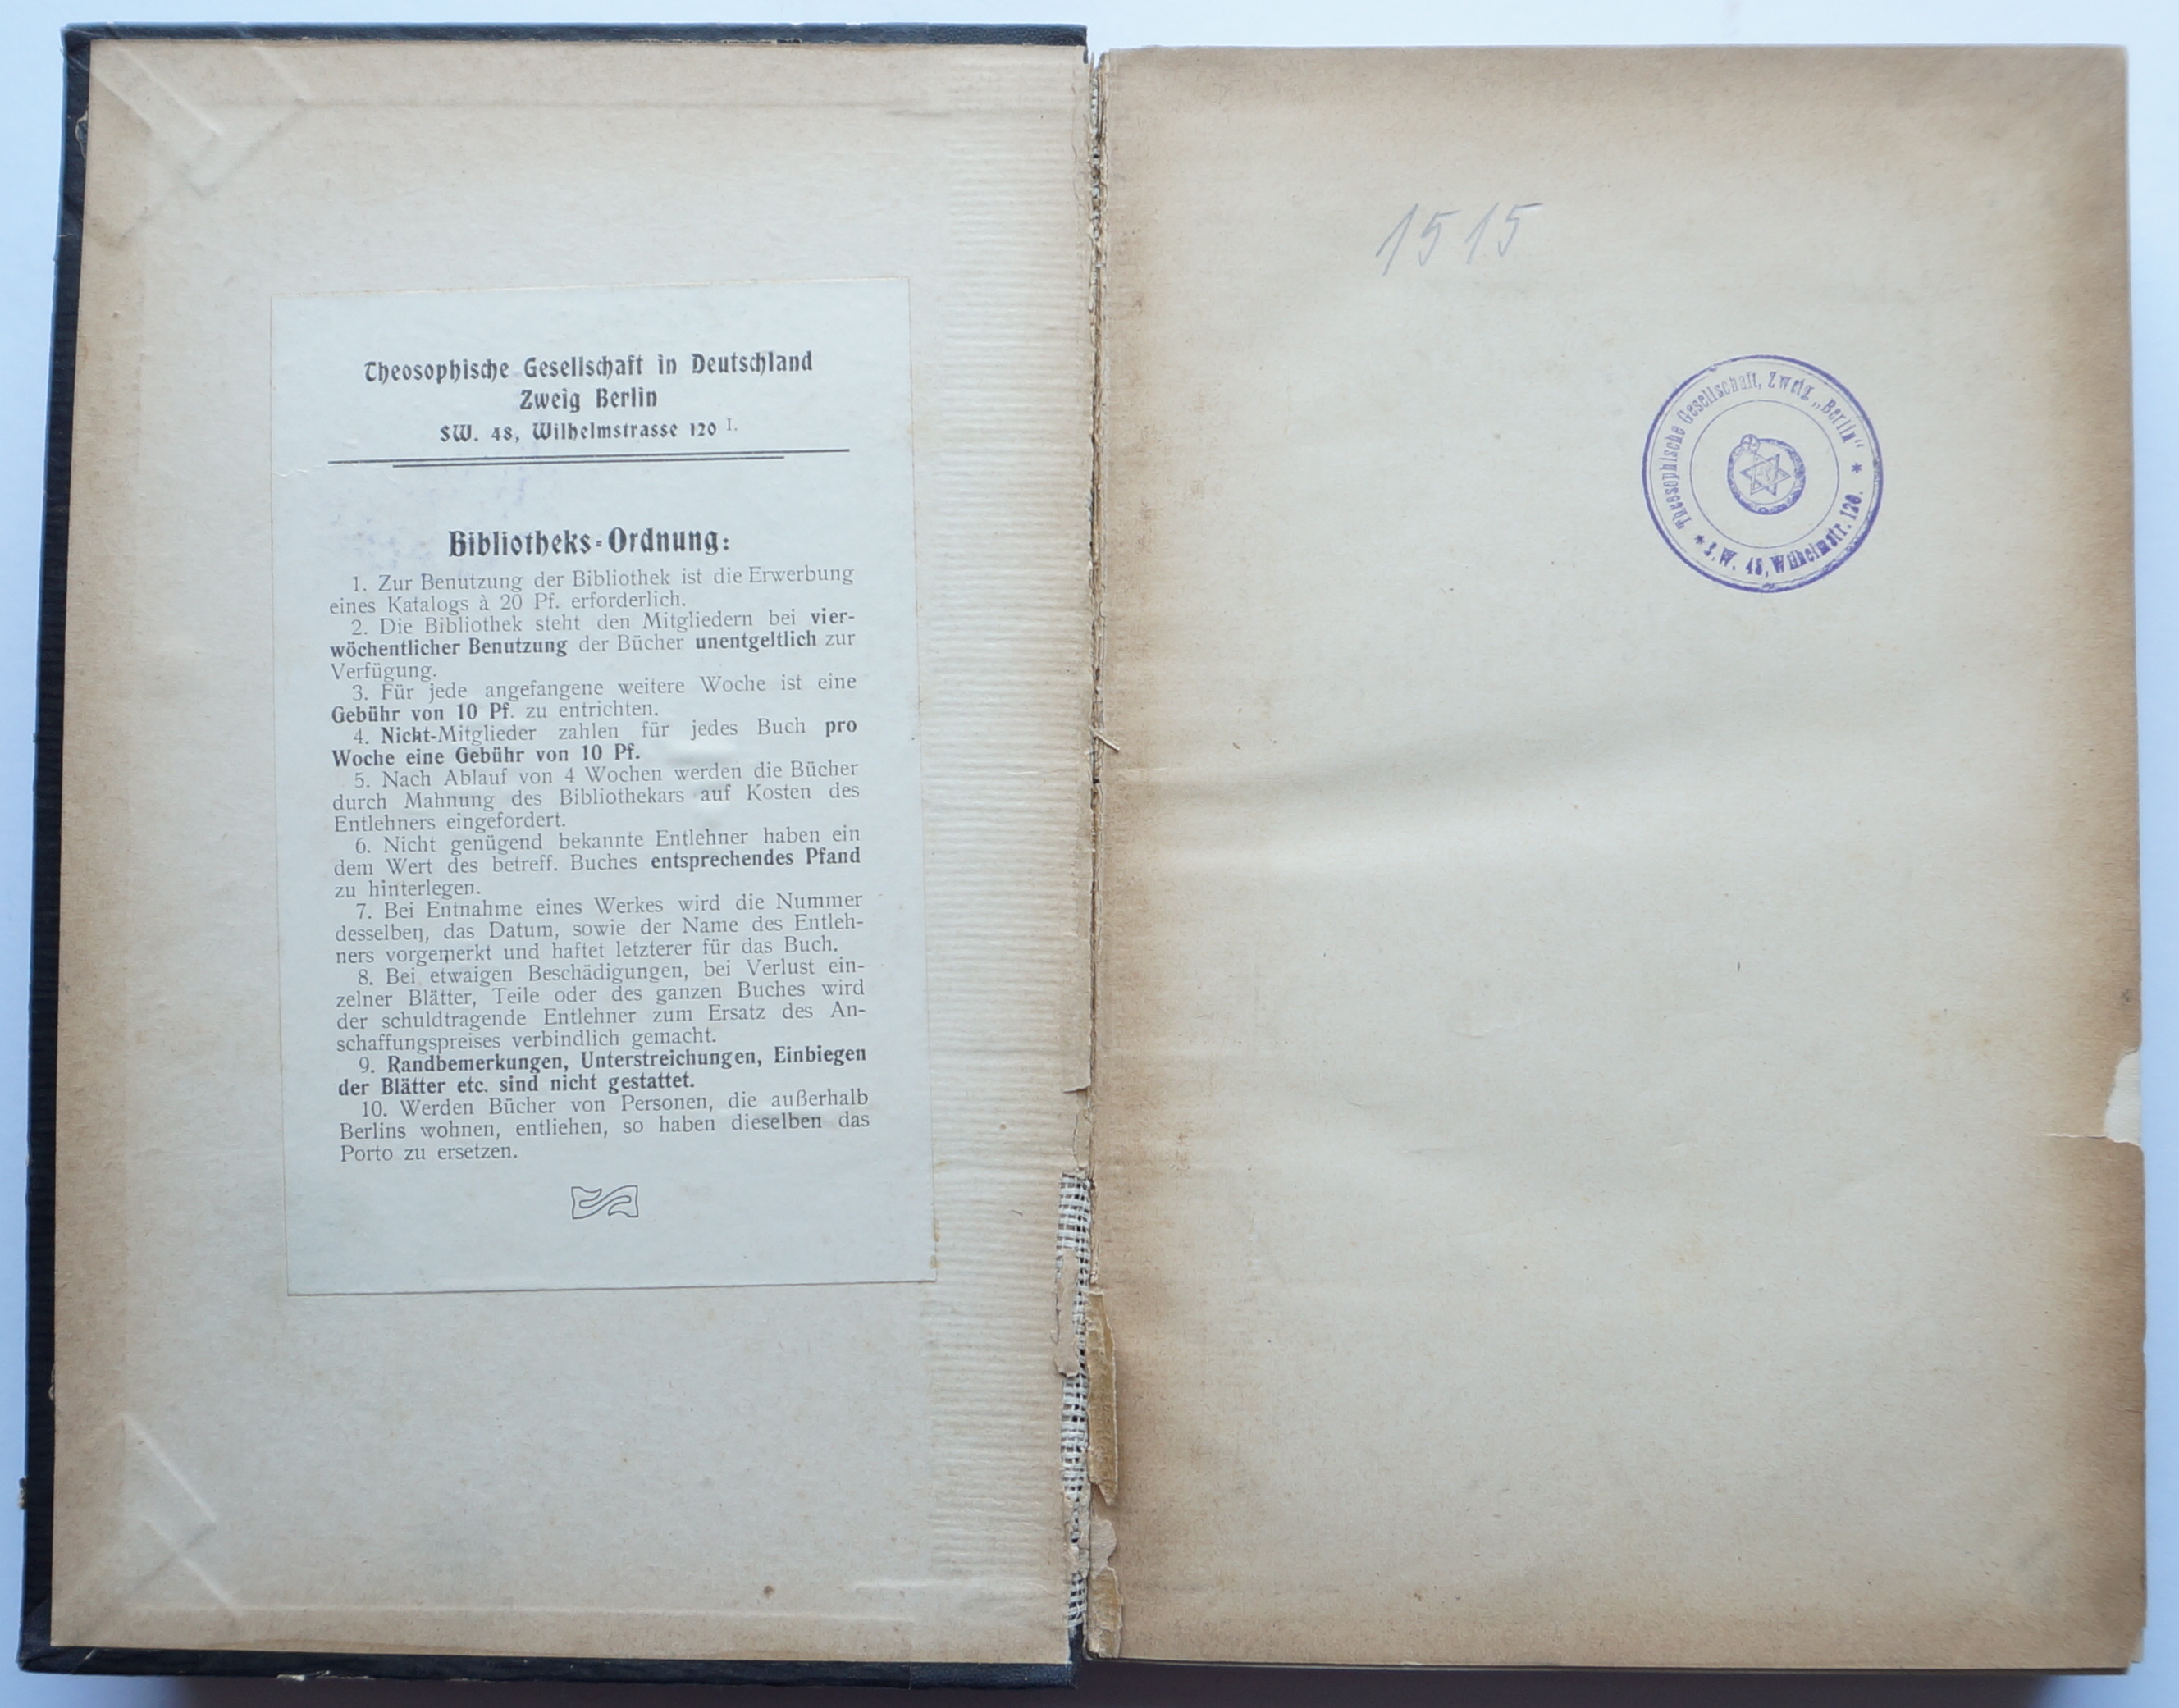 Theosophische Gesellschaft in Deutschland
Zweig Berlin
SW. 48, Wilhelmstrasse 120 I.
Bibliotheks-Ordnung:
1. Zur Benutzung der Bibliothek ist die Erwerbung
eines Katalogs à 20 Pf. erforderlich.
2. Die Bibliothek steht den Mitgliedern bei vier-
wöchentlicher Benutzung der Bücher unentgeltlich zur
Verfügung.
3. Für jede angefangene weitere Woche ist eine
Gebühr von 10 Pf. zu entrichten.
4. Nicht-Mitglieder zahlen für jedes Buch pro
Woche eine Gebühr von 10 Pf.
5. Nach Ablauf von 4 Wochen werden die Bücher
durch Mahnung des Bibliothekars auf Kosten des
Entlehners eingefordert.
6. Nicht genügend bekannte Entlehner haben ein
dem Wert des betreff. Buches entsprechendes Pfand
zu hinterlegen.
7. Bei Entnahme eines Werkes wird die Nummer
desselben, das Datum, sowie der Name des Entleh-
ners vorgemerkt und haftet letzterer für das Buch.
8. Bei etwaigen Beschädigungen, bei Verlust ein-
zelner Blätter, Teile oder des ganzen Buches wird
der schuldtragende Entlehner zum Ersatz des An-
schaffungspreises verbindlich gemacht.
9. Randbemerkungen, Unterstreichungen, Einbiegen
der Blätter etc. sind nicht gestattet.
10. Werden Bücher von Personen, die außerhalb
Berlins wohnen, entliehen, so haben dieselben das
Porto zu ersetzen.
1515
Theosophische Gesellschaft, Zweig „Berlin“
* S.W. 48, Wilhelmstr. 120. *